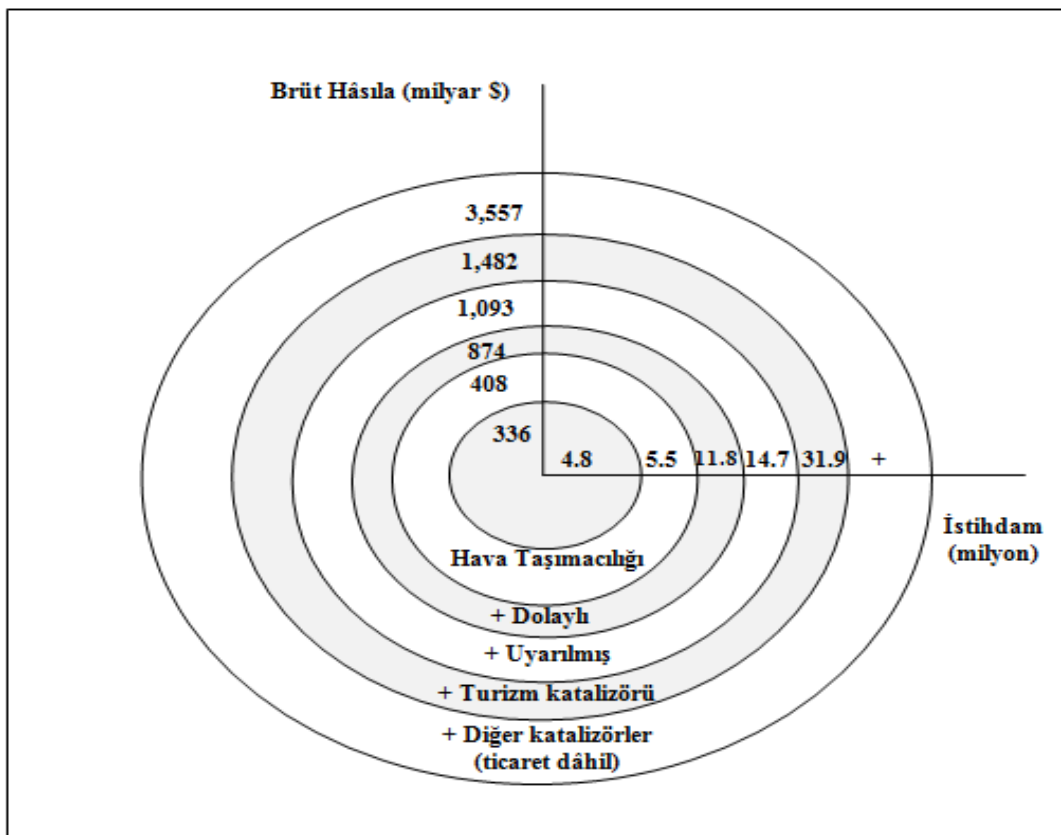 Brüt Hâsıla (milyar $)
3,557
1,482
1,093
874
408
336
4.8 5.5 11.8 14.7 31.9 +
İstihdam
(milyon)
Hava Taşımacılığı
+ Dolaylı
+ Uyarılmış
+ Turizm katalizörü
+ Diğer katalizörler
(ticaret dâhil)